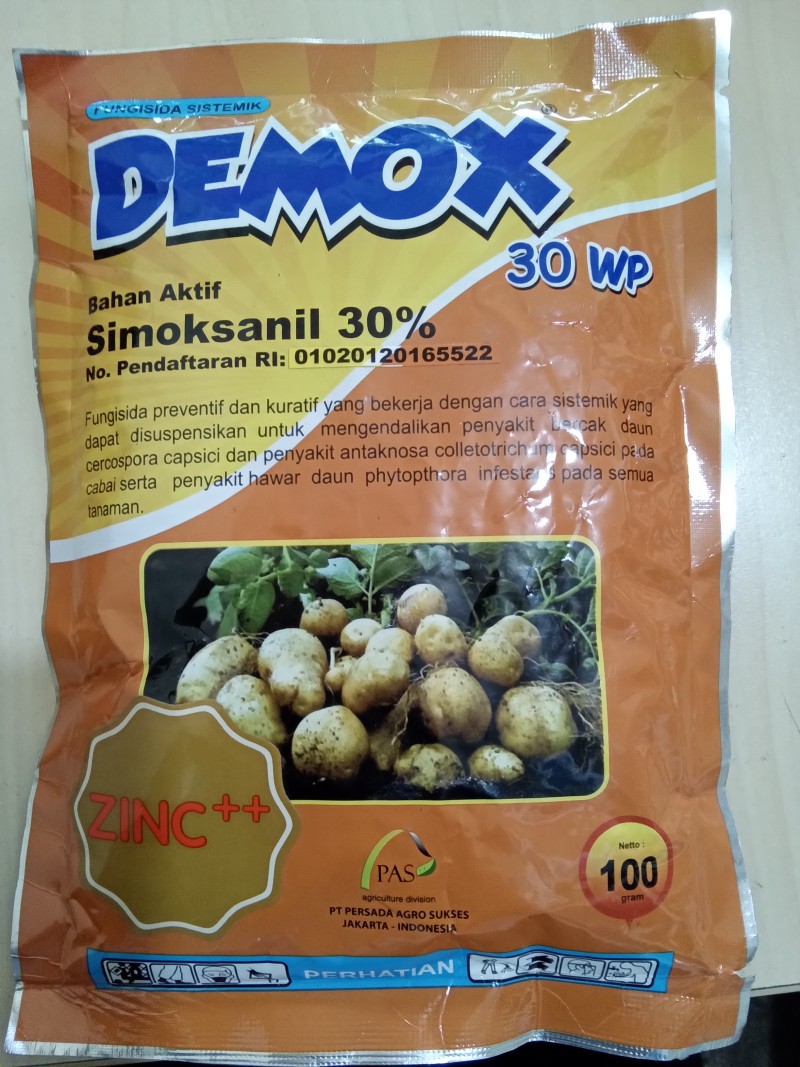 FUNGISIDA SISTEMIK
DEMOX®
30 WP
Bahan Aktif
Simoksanil 30%
No. Pendaftaran RI: 01020120165522
Fungisida preventif dan kuratif yang bekerja dengan cara sistemik yang
dapat disuspensikan untuk mengendalikan penyakit bercak daun
cercospora capsici dan penyakit antaknosa colletotrichum capsici pada
cabai serta penyakit hawar daun phytopthora infestans pada semua
tanaman.
ZINC++
PAS
agriculture division
PT PERSADA AGRO SUKSES
JAKARTA - INDONESIA
Netto :
100
gram
PERHATIAN